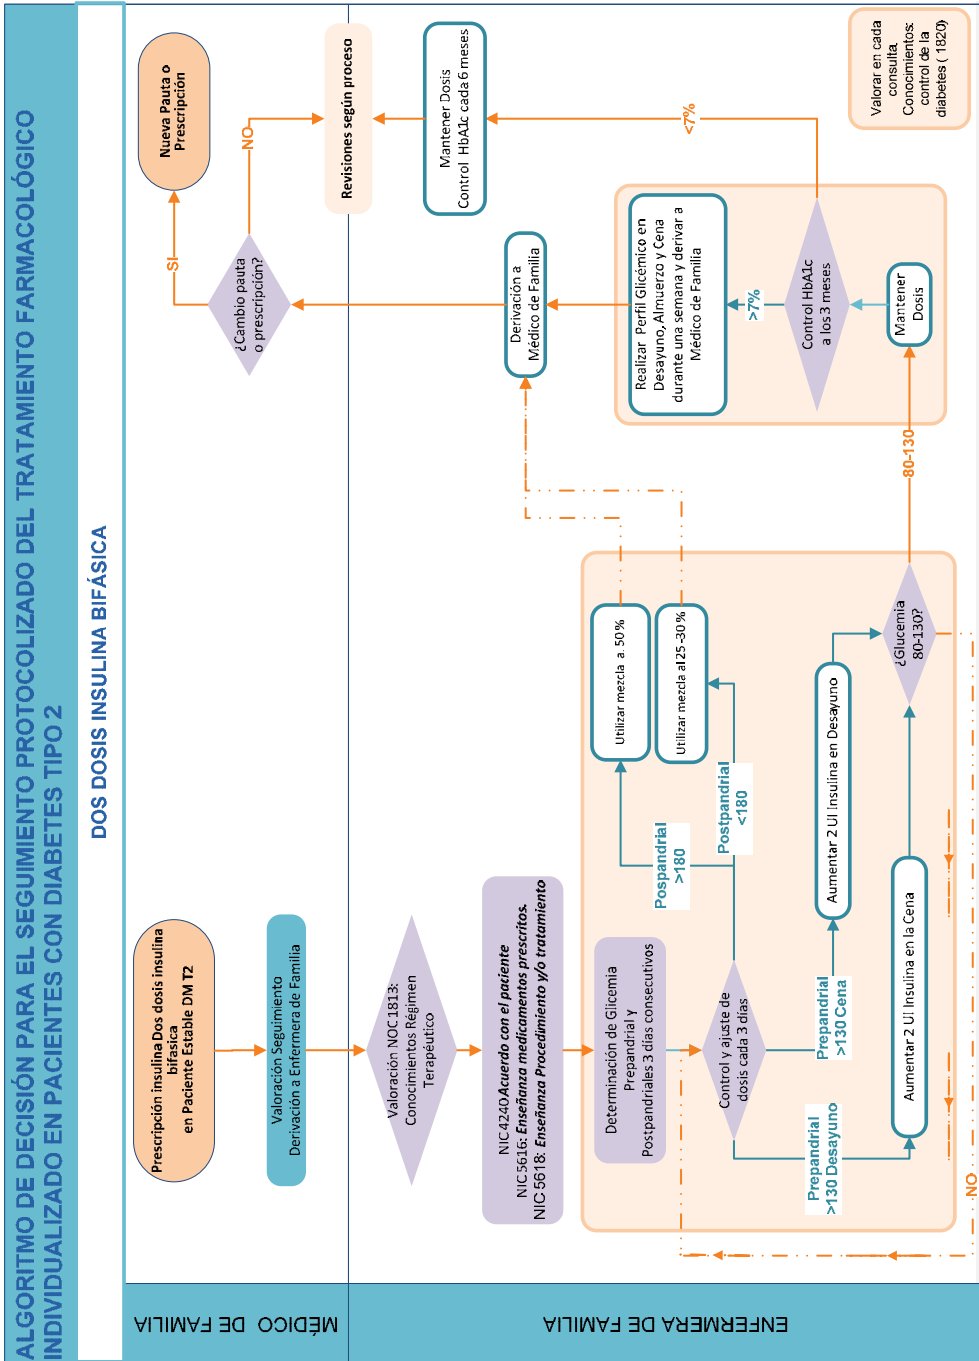 ALGORITMO DE DECISIÓN PARA EL SEGUIMIENTO PROTOCOLIZADO DEL TRATAMIENTO FARMACOLÓGICO
INDIVIDUALIZADO EN PACIENTES CON DIABETES TIPO 2
DOS DOSIS INSULINA BIFÁSICA
MÉDICO DE FAMILIA
Prescripción insulina Dos dosis insulina
bifasica
en Paciente Estable DM T2
Valoración Seguimiento
Derivación a Enfermera de Familia
¿Cambio pauta
o prescripción?
SI
NO
Nueva Pauta o
Prescripción
Revisiones según proceso
ENFERMERA DE FAMILIA
Valoración NOC 1813:
Conocimientos Régimen
Terapéutico
NIC 4240 Acuerdo con el paciente
NIC 5616: Enseñanza medicamentos prescritos.
NIC 5618: Enseñanza Procedimiento y/o tratamiento
Determinación de Glicemia
Prepandrial y
Postpandriales 3 días consecutivos
Control y ajuste de
dosis cada 3 días
Pospandrial
>180
Postpandrial
<180
Utilizar mezcla a. 50%
Utilizar mezcla al 25 -30%
Prepandrial
>130 Cena
Aumentar 2 UI Insulina en Desayuno
Prepandrial
>130 Desayuno
Aumentar 2 UI Insulina en la Cena
¿Glucemia
80-130?
NO
80-130
Mantener
Dosis
Control HbA1c
a los 3 meses
>7%
<7%
Realizar Perfil Glicémico en
Desayuno, Almuerzo y Cena
durante una semana y derivar a
Médico de Familia
Derivación a
Médico de Familia
Mantener Dosis
Control HbA1c cada 6 meses
Valorar en cada
consulta.
Conocimientos:
control de la
diabetes ( 1820)